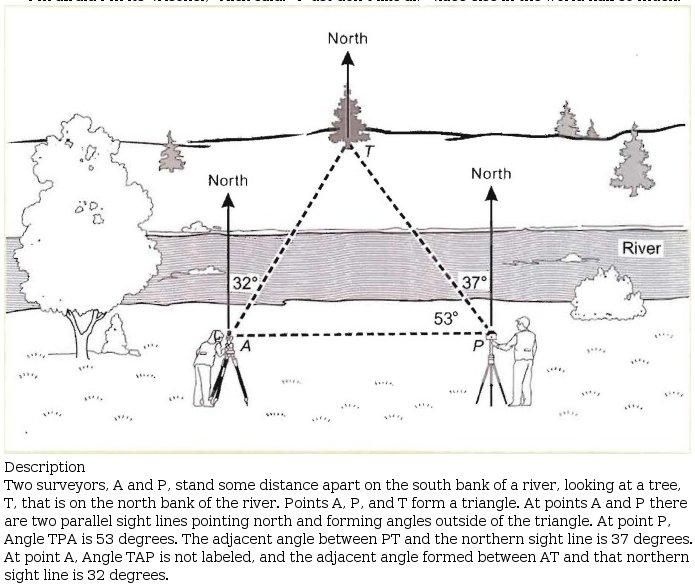 North
T
North
North
River
32°
37°
53°
A
P
Description
Two surveyors, A and P, stand some distance apart on the south bank of a river, looking at a tree,
T, that is on the north bank of the river. Points A, P, and T form a triangle. At points A and P there
are two parallel sight lines pointing north and forming angles outside of the triangle. At point P,
Angle TPA is 53 degrees. The adjacent angle between PT and the northern sight line is 37 degrees.
At point A, Angle TAP is not labeled, and the adjacent angle formed between AT and that northern
sight line is 32 degrees.